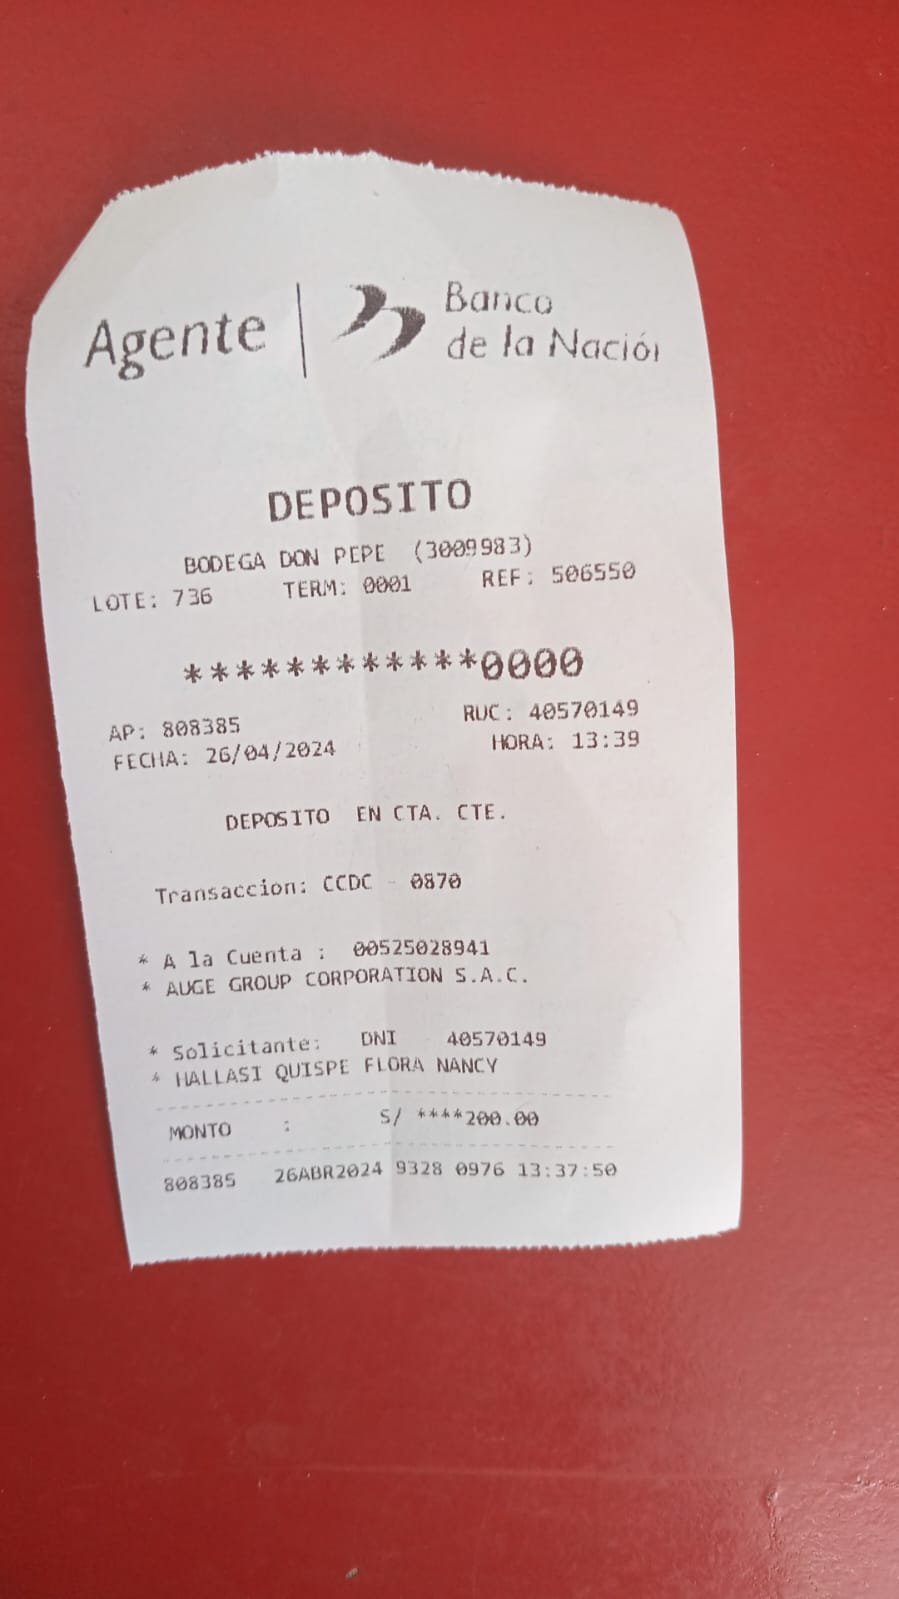 Agente | Banco
de la Nación
DEPOSITO
BODEGA DON PEPE (3009983)
LOTE: 736 TERM: 0001 REF: 506550
************0000
AP: 808385 RUC: 40570149
FECHA: 26/04/2024 HORA: 13:39
DEPOSITO EN CTA. CTE.
Transaccion: CCDC - 0870
* A la Cuenta : 00525028941
* AUGE GROUP CORPORATION S.A.C.
* Solicitante: DNI 40570149
* HALLASI QUISPE FLORA NANCY
MONTO : S/ ****200.00
808385 26ABR2024 9328 0976 13:37:50